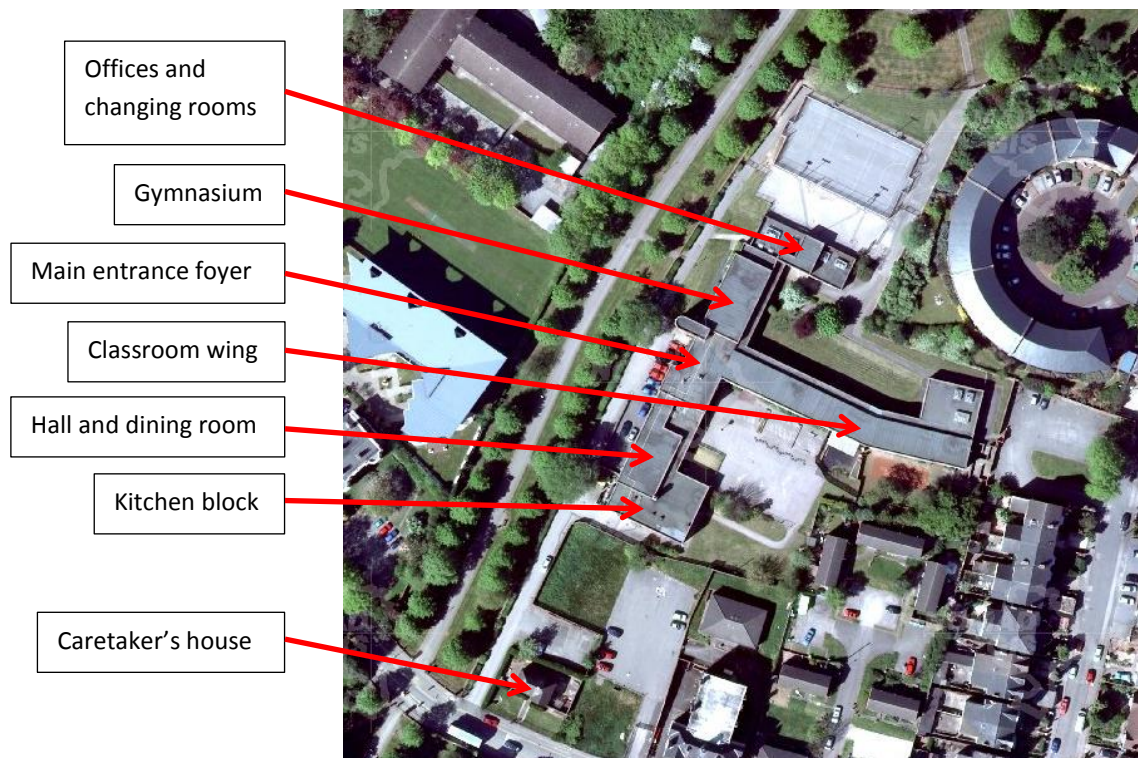 Offices and
changing rooms
Gymnasium
Main entrance foyer
Classroom wing
Hall and dining room
Kitchen block
Caretaker’s house